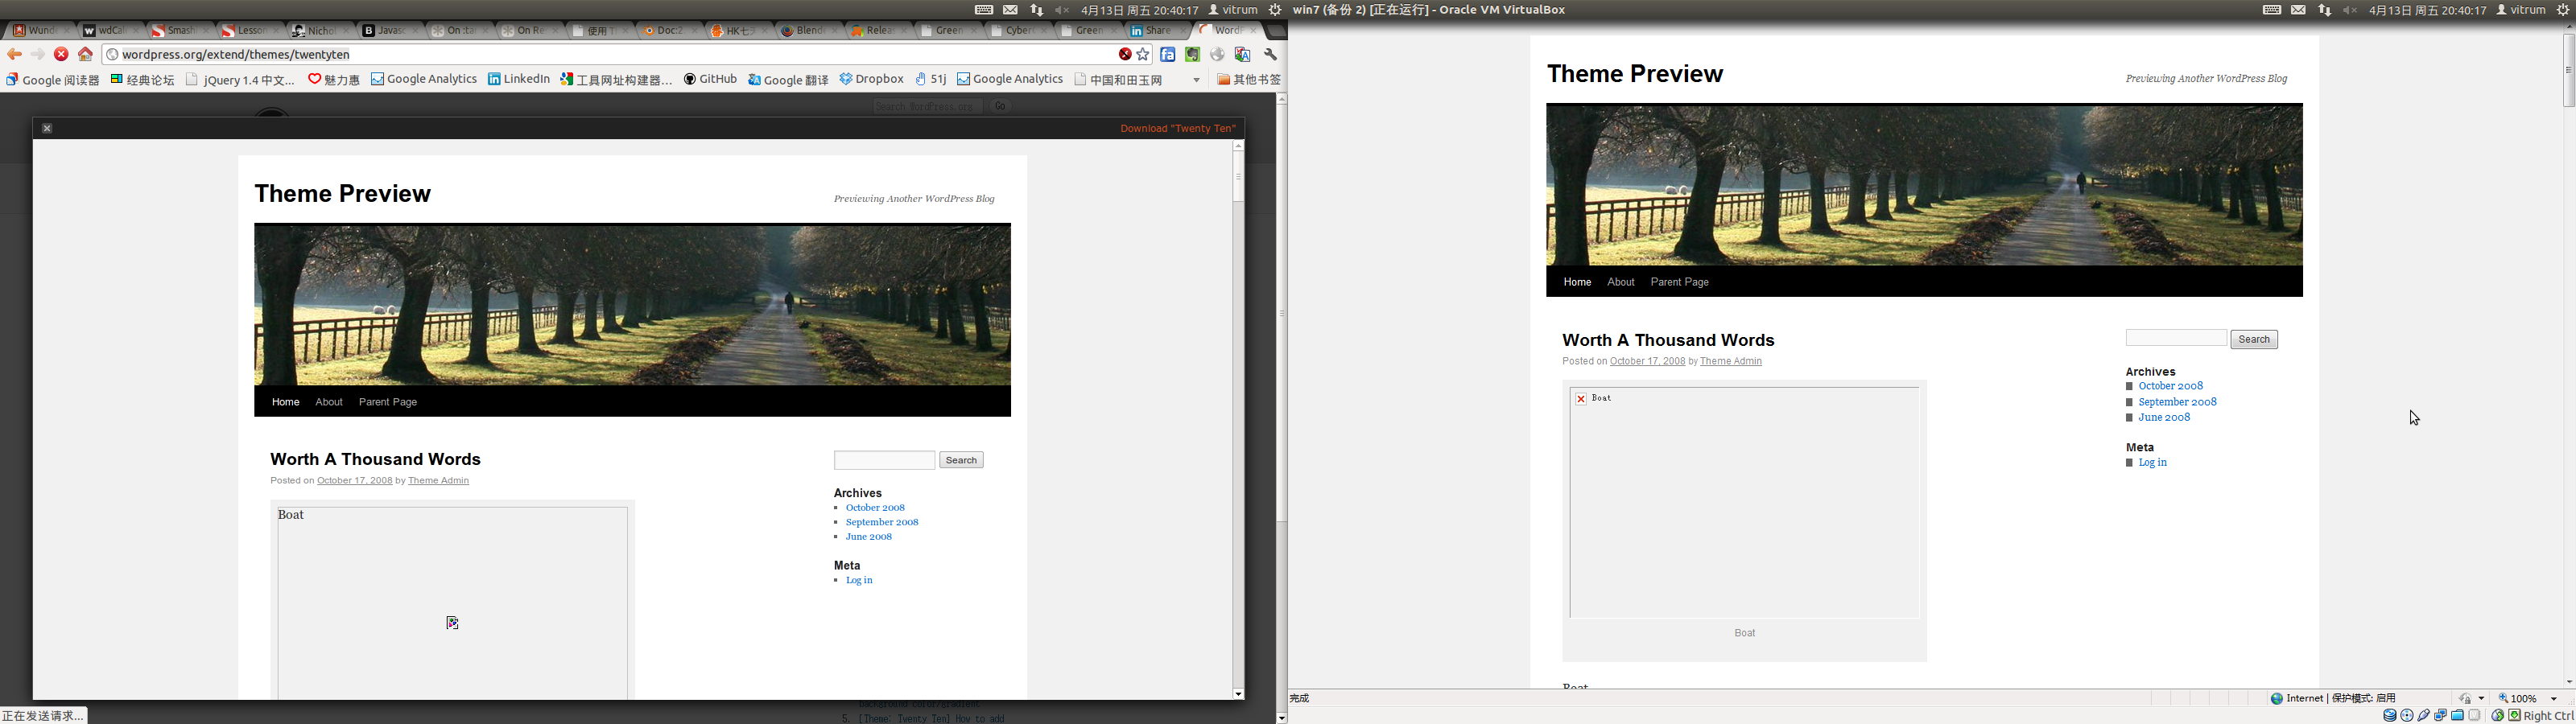 4月13日 周五 20:40:17 vitrum
Wund wdCal Smash Lesson Nichol Javasc On sta On Re 使用 T Doc:2 HK七 Blende Releas Green Cyber Green Share WordP
wordpress.org/extend/themes/twentyten
Google 阅读器 经典论坛 jQuery 1.4 中文... 魅力惠 Google Analytics LinkedIn 工具网址构建器... GitHub Google 翻译 Dropbox 51j Google Analytics 中国和田玉网 其他书签
Search WordPress.org Go
Download "Twenty Ten"
Theme Preview
Previewing Another WordPress Blog
Home About Parent Page
Worth A Thousand Words
Posted on October 17, 2008 by Theme Admin
Boat
Search
Archives
October 2008
September 2008
June 2008
Meta
Log in
background color/gradient
5. [Theme: Twenty Ten] How to add
正在发送请求...
win7 (备份 2) [正在运行] - Oracle VM VirtualBox
4月13日 周五 20:40:17 vitrum
Theme Preview
Previewing Another WordPress Blog
Home About Parent Page
Worth A Thousand Words
Posted on October 17, 2008 by Theme Admin
Boat
Boat
Boat
Search
Archives
October 2008
September 2008
June 2008
Meta
Log in
完成
Internet | 保护模式: 启用
100%
Right Ctrl